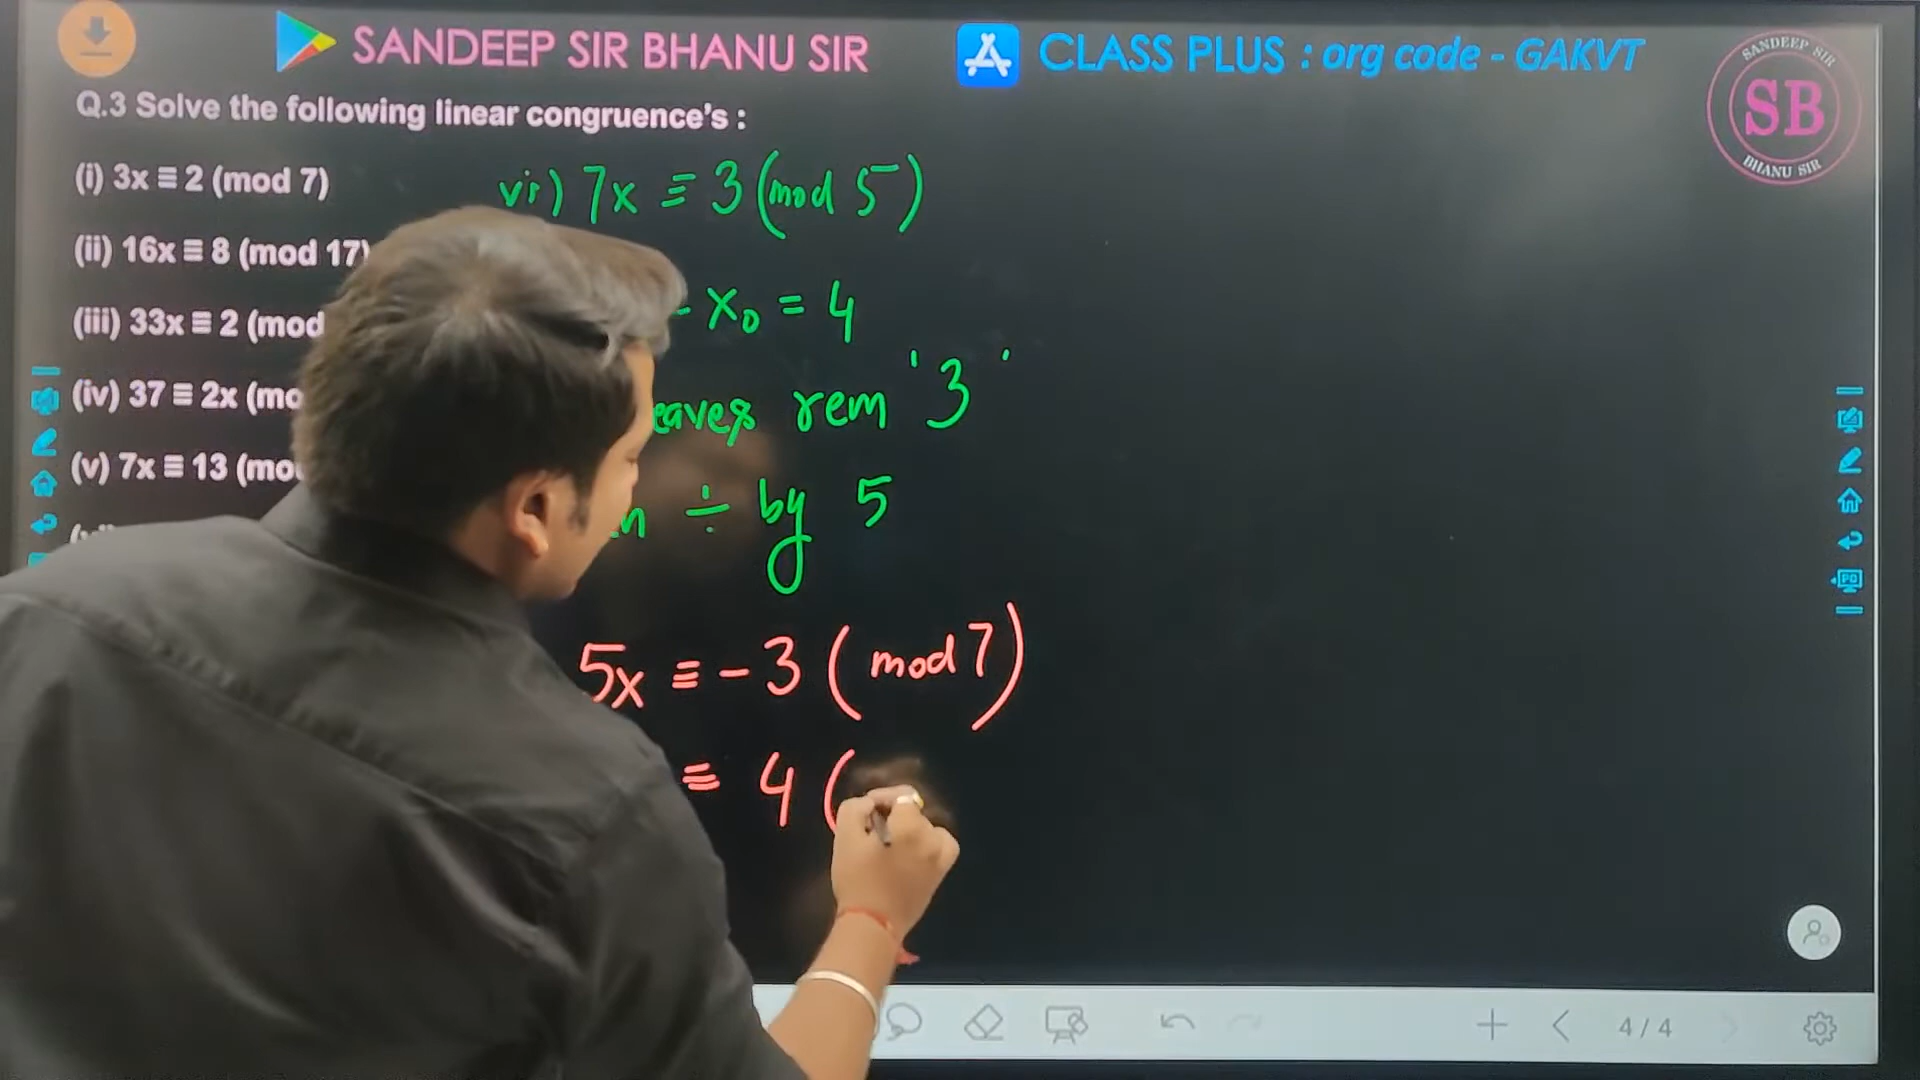 SANDEEP SIR BHANU SIR
CLASS PLUS : org code - GAKVT
SANDEEP SIR
SB
BHANU SIR
Q.3 Solve the following linear congruence's :
(i) 3x ≡ 2 (mod 7)
(ii) 16x ≡ 8 (mod 17)
(iii) 33x ≡ 2 (mod
(iv) 37 ≡ 2x (mo
(v) 7x ≡ 13 (mo
vii) 7x ≡ 3 (mod 5)
x₀ = 4
eaves rem '3'
÷ by 5
5x ≡ -3 (mod 7)
≡ 4 (
4 / 4